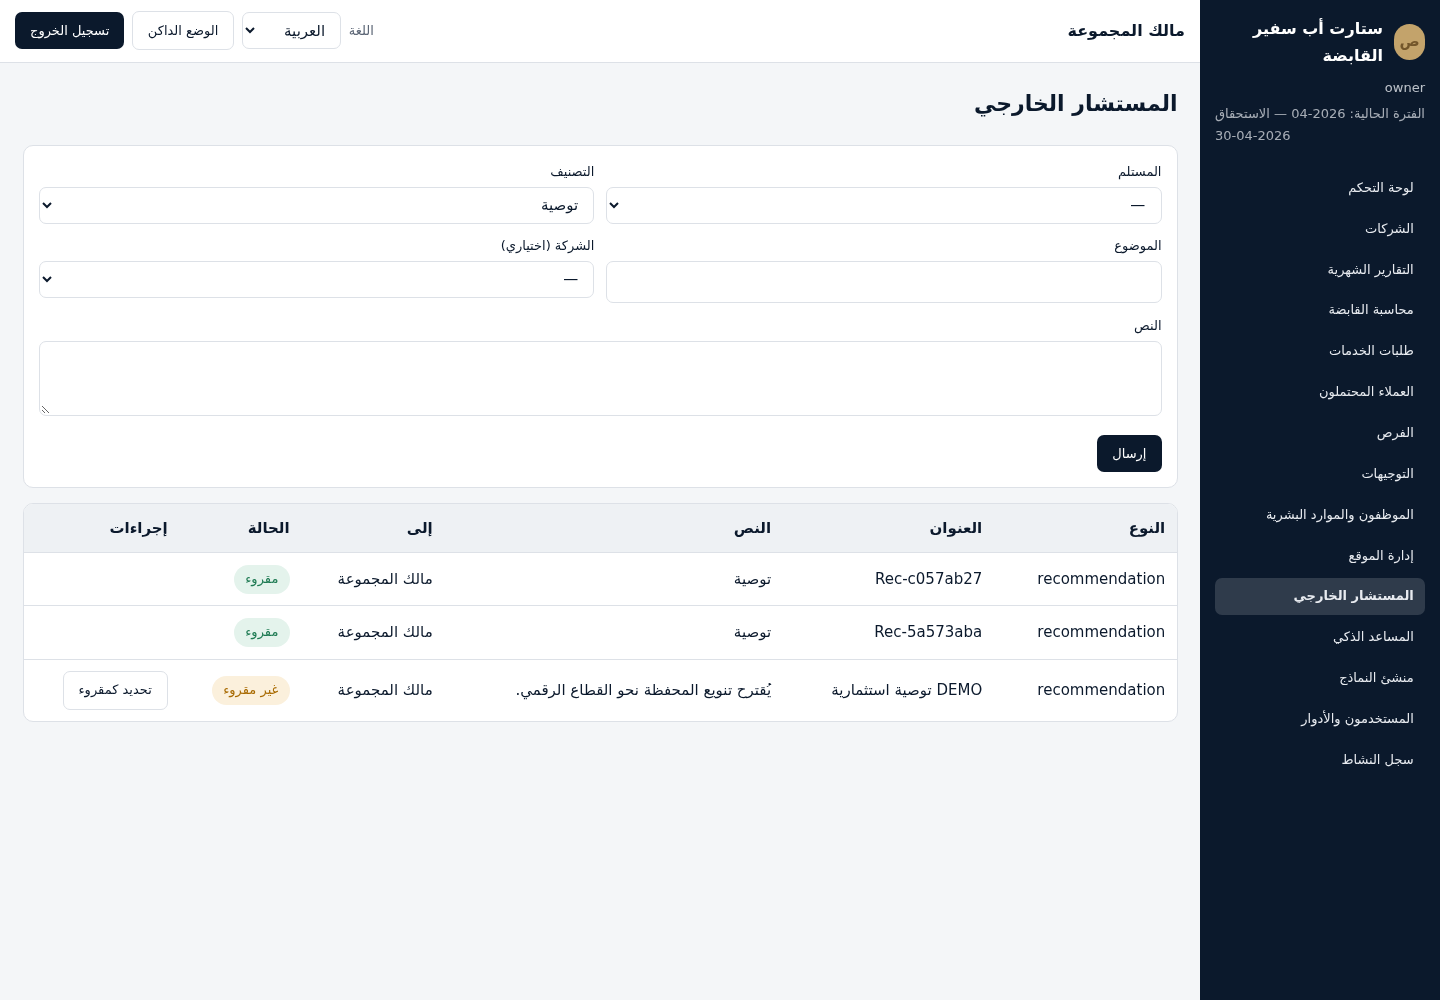 ص
ستارت أب سفير
القابضة
owner
الفترة الحالية: 2026-04 — الاستحقاق
2026-04-30
لوحة التحكم
الشركات
التقارير الشهرية
محاسبة القابضة
طلبات الخدمات
العملاء المحتملون
الفرص
التوجيهات
الموظفون والموارد البشرية
إدارة الموقع
المستشار الخارجي
المساعد الذكي
منشئ النماذج
المستخدمون والأدوار
سجل النشاط
مالك المجموعة اللغة العربية الوضع الداكن تسجيل الخروج
المستشار الخارجي
المستلم التصنيف
— توصية
الموضوع الشركة (اختياري)
—
النص
إرسال
النوع العنوان النص إلى الحالة إجراءات
recommendation Rec-c057ab27 توصية مالك المجموعة مقروء
recommendation Rec-5a573aba توصية مالك المجموعة مقروء
recommendation DEMO توصية استثمارية يُقترح تنويع المحفظة نحو القطاع الرقمي. مالك المجموعة غير مقروء تحديد كمقروء